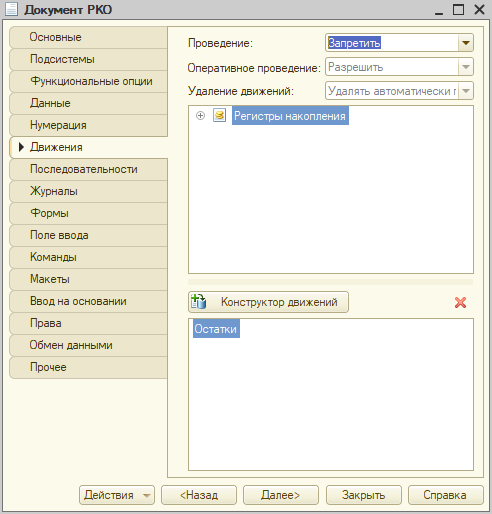 Документ РКО
Основные
Подсистемы
Функциональные опции
Данные
Нумерация
Движения
Последовательности
Журналы
Формы
Поле ввода
Команды
Макеты
Ввод на основании
Права
Обмен данными
Прочее
Проведение: Запретить
Оперативное проведение: Разрешить
Удаление движений: Удалять автоматически г
Регистры накопления
Конструктор движений
Остатки
Действия <Назад Далее> Закрыть Справка